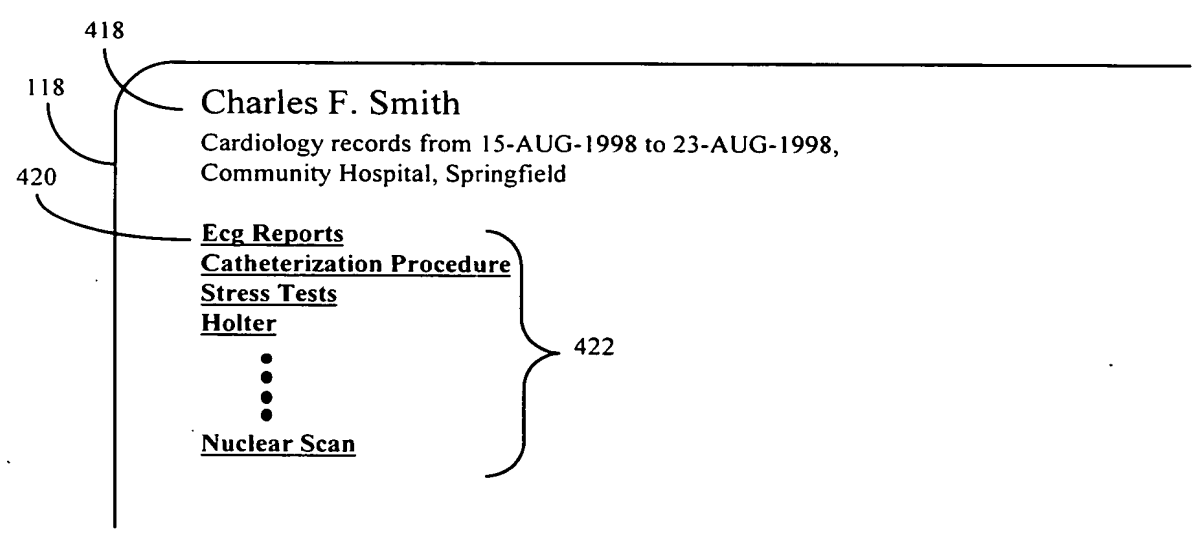 418
118
Charles F. Smith
Cardiology records from 15-AUG-1998 to 23-AUG-1998,
Community Hospital, Springfield
420
Ecg Reports
Catheterization Procedure
Stress Tests
Holter
422
Nuclear Scan